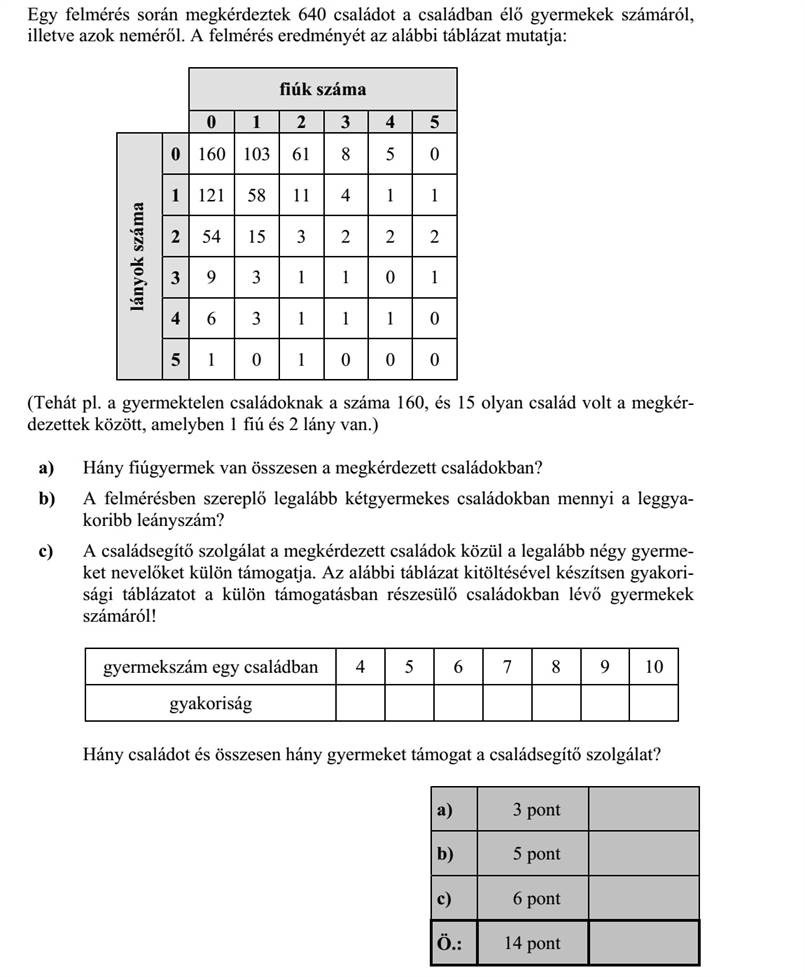 Egy felmérés során megkérdeztek 640 családot a családban élő gyermekek számáról,
illetve azok neméről. A felmérés eredményét az alábbi táblázat mutatja:
fiúk száma
0 1 2 3 4 5
lányok száma
0 160 103 61 8 5 0
1 121 58 11 4 1 1
2 54 15 3 2 2 2
3 9 3 1 1 0 1
4 6 3 1 1 1 0
5 1 0 1 0 0 0
(Tehát pl. a gyermektelen családoknak a száma 160, és 15 olyan család volt a megkér-
dezettek között, amelyben 1 fiú és 2 lány van.)
a) Hány fiúgyermek van összesen a megkérdezett családokban?
b) A felmérésben szereplő legalább kétgyermekes családokban mennyi a leggya-
koribb leányszám?
c) A családsegítő szolgálat a megkérdezett családok közül a legalább négy gyerme-
ket nevelőket külön támogatja. Az alábbi táblázat kitöltésével készítsen gyakori-
sági táblázatot a külön támogatásban részesülő családokban lévő gyermekek
számáról!
gyermekszám egy családban 4 5 6 7 8 9 10
gyakoriság
Hány családot és összesen hány gyermeket támogat a családsegítő szolgálat?
a) 3 pont
b) 5 pont
c) 6 pont
Ö.: 14 pont